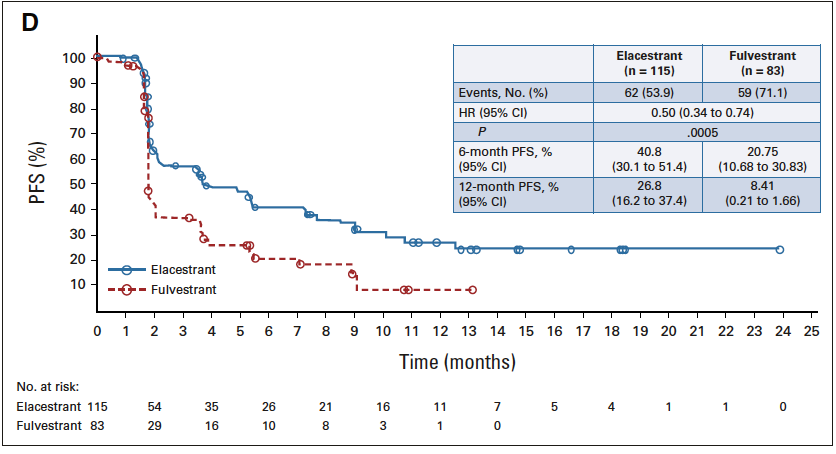 D
Elacestrant
(n = 115)
Fulvestrant
(n = 83)
Events, No. (%) 62 (53.9) 59 (71.1)
HR (95% CI) 0.50 (0.34 to 0.74)
P .0005
6-month PFS, %
(95% CI)
40.8
(30.1 to 51.4)
20.75
(10.68 to 30.83)
12-month PFS, %
(95% CI)
26.8
(16.2 to 37.4)
8.41
(0.21 to 1.66)
PFS (%)
100
90
80
70
60
50
40
30
20
10
Elacestrant
Fulvestrant
0 1 2 3 4 5 6 7 8 9 10 11 12 13 14 15 16 17 18 19 20 21 22 23 24 25
Time (months)
No. at risk:
Elacestrant 115 54 35 26 21 16 11 7 5 4 1 1 0
Fulvestrant 83 29 16 10 8 3 1 0